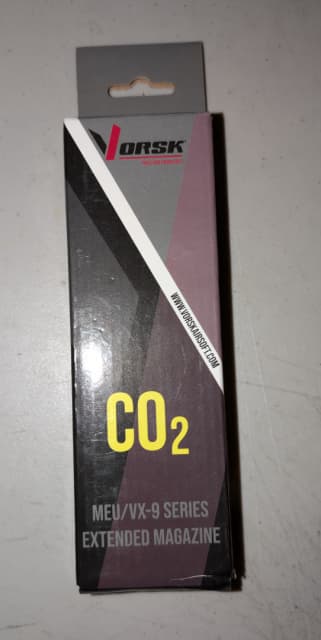 VORSK
WWW.VORSKAIRSOFT.COM
CO2
MEU/VX-9 SERIES
EXTENDED MAGAZINE